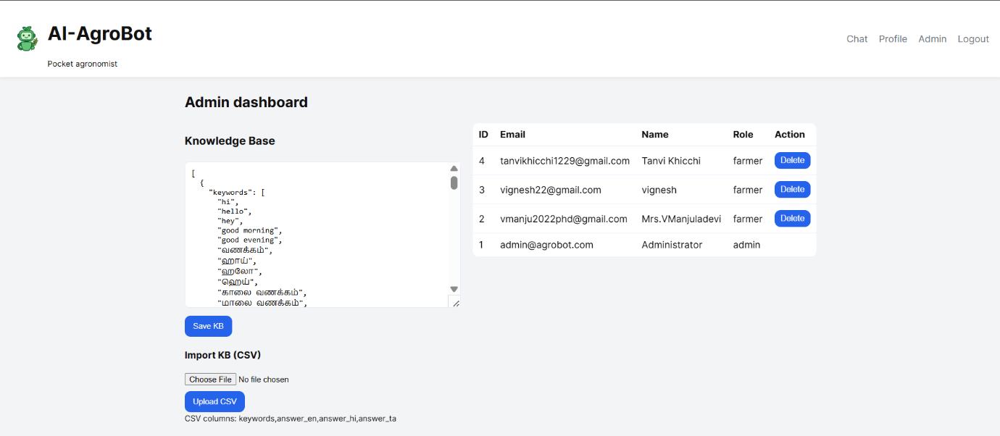 AI-AgroBot
Pocket agronomist
Chat Profile Admin Logout
Admin dashboard
Knowledge Base
[
{
"keywords": [
"hi",
"hello",
"hey",
"good morning",
"good evening",
"வணக்கம்",
"ஹாய்",
"ஹலோ",
"ஹெய்",
"காலை வணக்கம்",
"மாலை வணக்கம்",
Save KB
Import KB (CSV)
Choose File No file chosen
Upload CSV
CSV columns: keywords,answer_en,answer_hi,answer_ta
ID Email Name Role Action
4 tanvikhicchi1229@gmail.com Tanvi Khicchi farmer Delete
3 vignesh22@gmail.com vignesh farmer Delete
2 vmanju2022phd@gmail.com Mrs.VManjuladevi farmer Delete
1 admin@agrobot.com Administrator admin